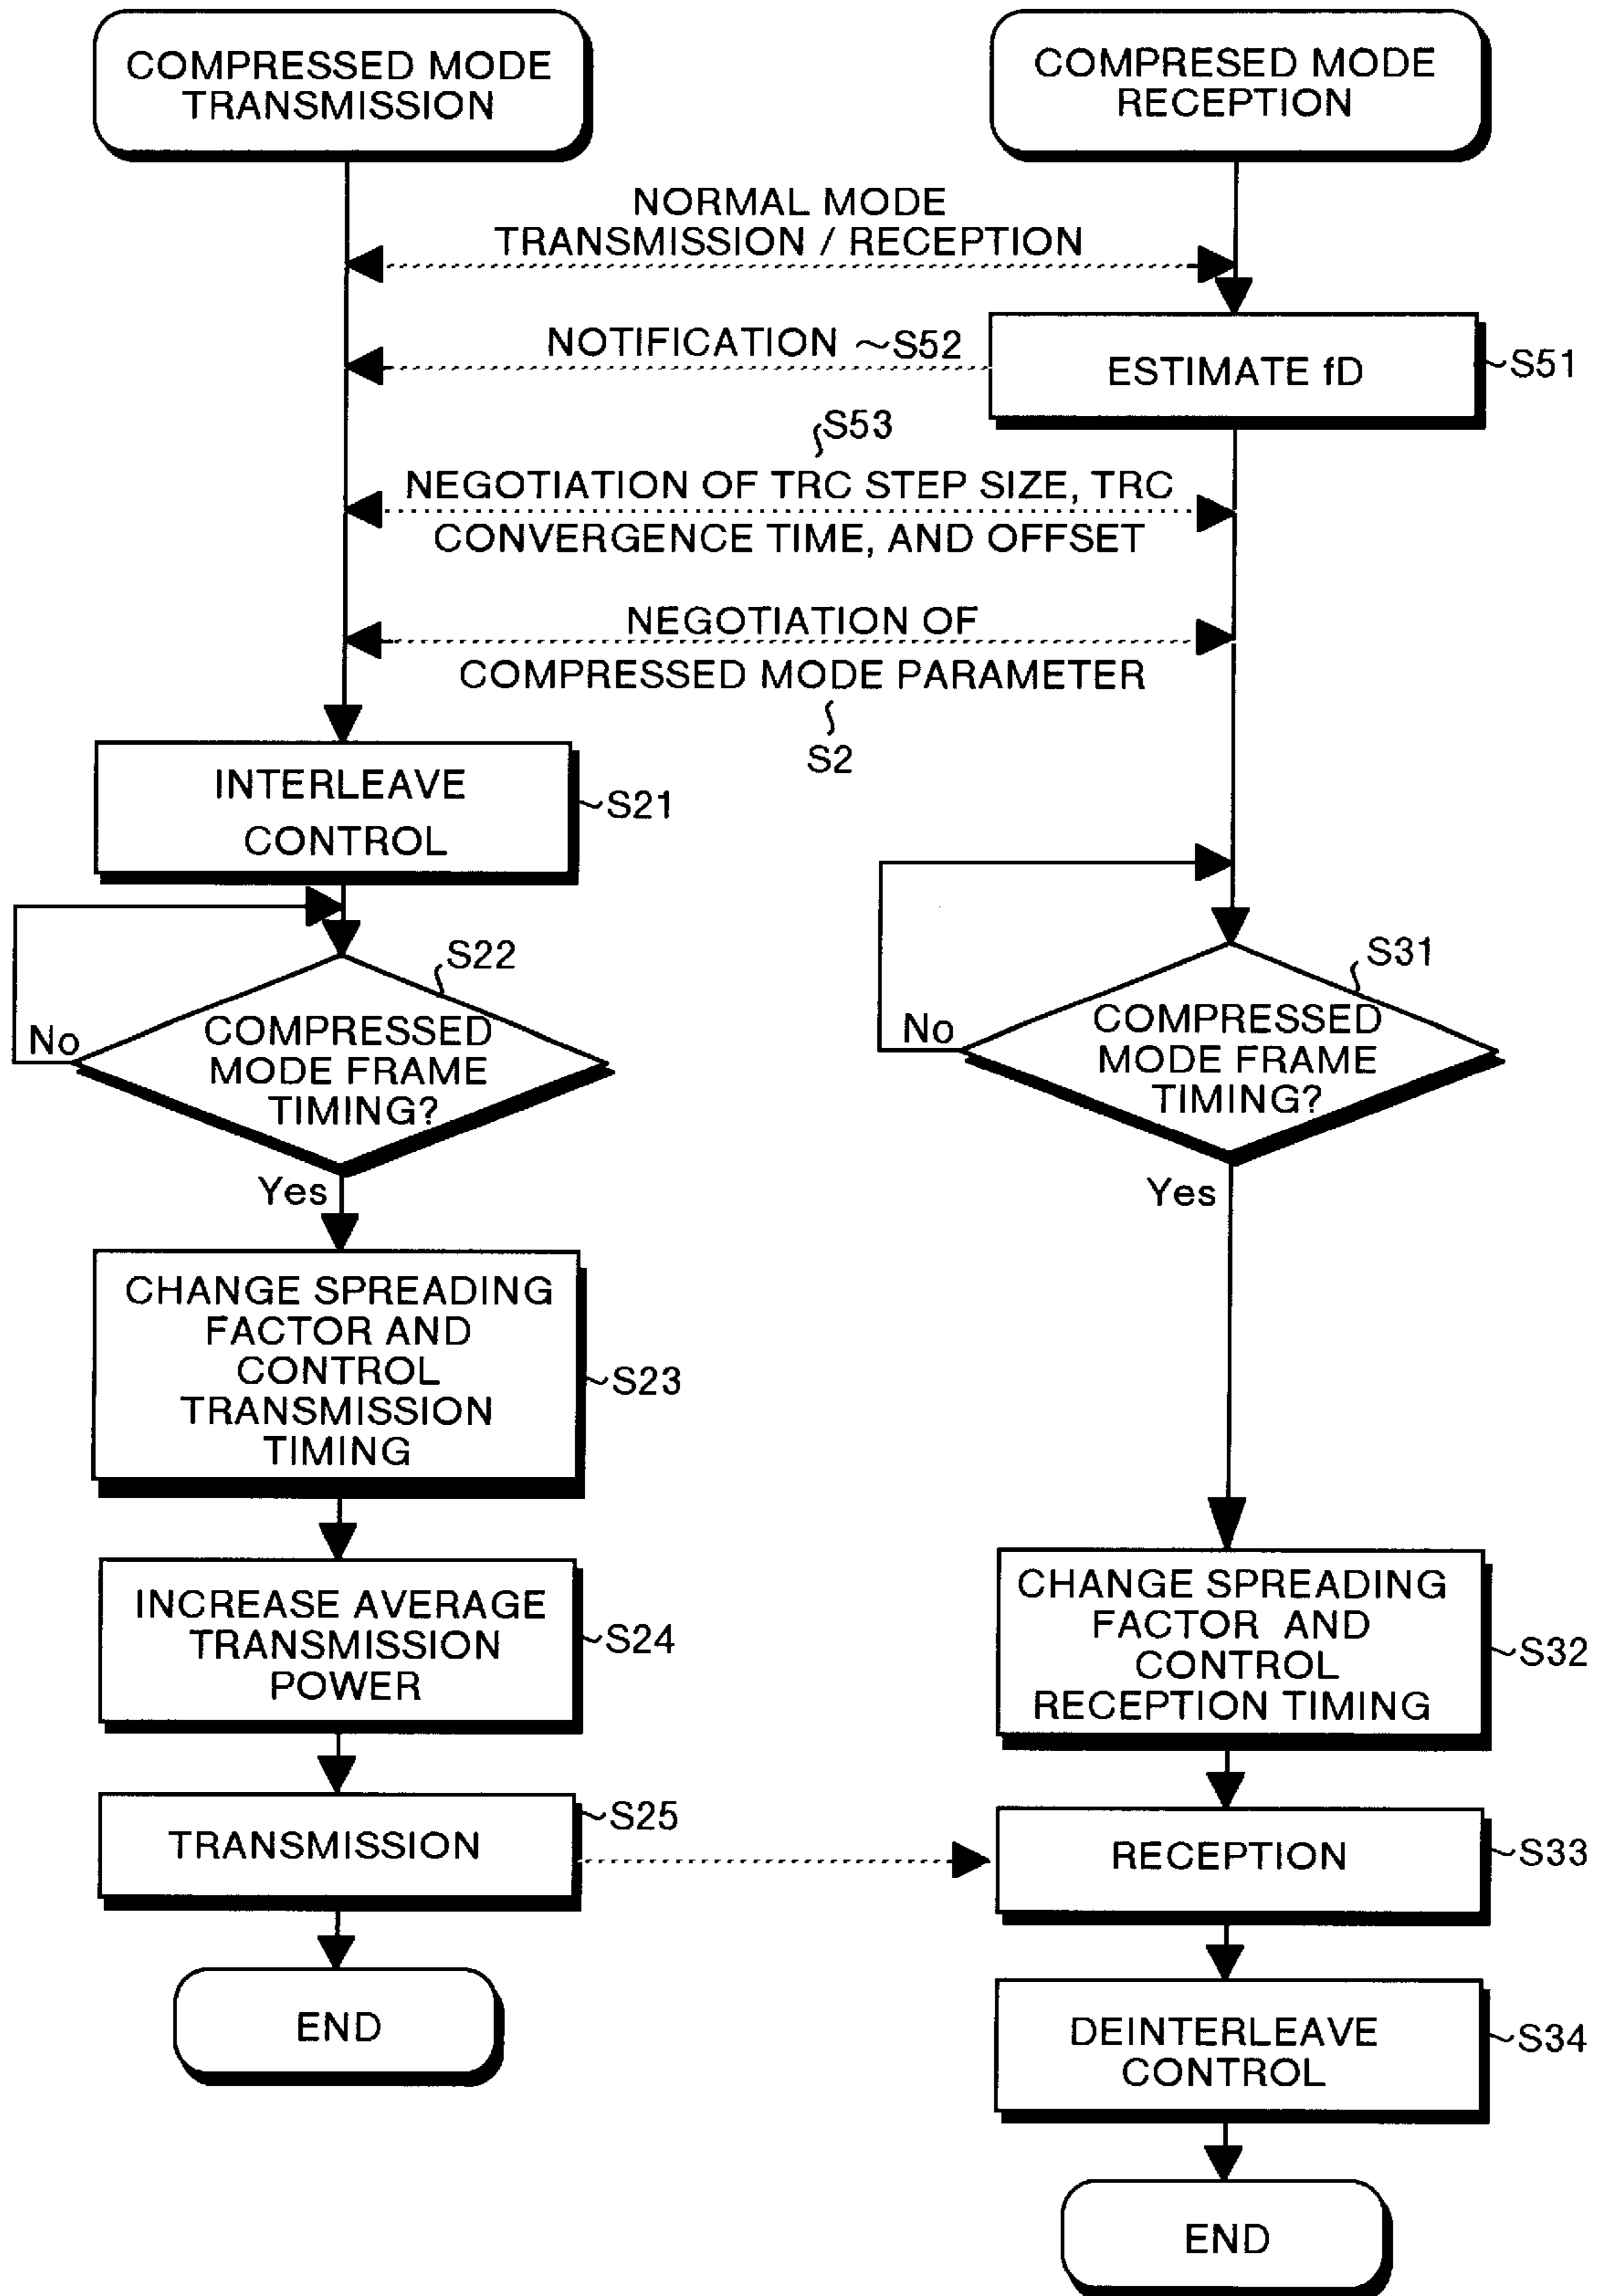 COMPRESSED MODE
TRANSMISSION
COMPRESED MODE
RECEPTION
NORMAL MODE
TRANSMISSION / RECEPTION
NOTIFICATION ~S52
ESTIMATE fD
S51
S53
NEGOTIATION OF TRC STEP SIZE, TRC
CONVERGENCE TIME, AND OFFSET
NEGOTIATION OF
COMPRESSED MODE PARAMETER
S2
INTERLEAVE
CONTROL
S21
S22
COMPRESSED
MODE FRAME
TIMING?
No
Yes
S31
COMPRESSED
MODE FRAME
TIMING?
No
Yes
CHANGE SPREADING
FACTOR AND
CONTROL
TRANSMISSION
TIMING
S23
INCREASE AVERAGE
TRANSMISSION
POWER
S24
CHANGE SPREADING
FACTOR AND
CONTROL
RECEPTION TIMING
S32
TRANSMISSION
S25
RECEPTION
S33
END
DEINTERLEAVE
CONTROL
S34
END